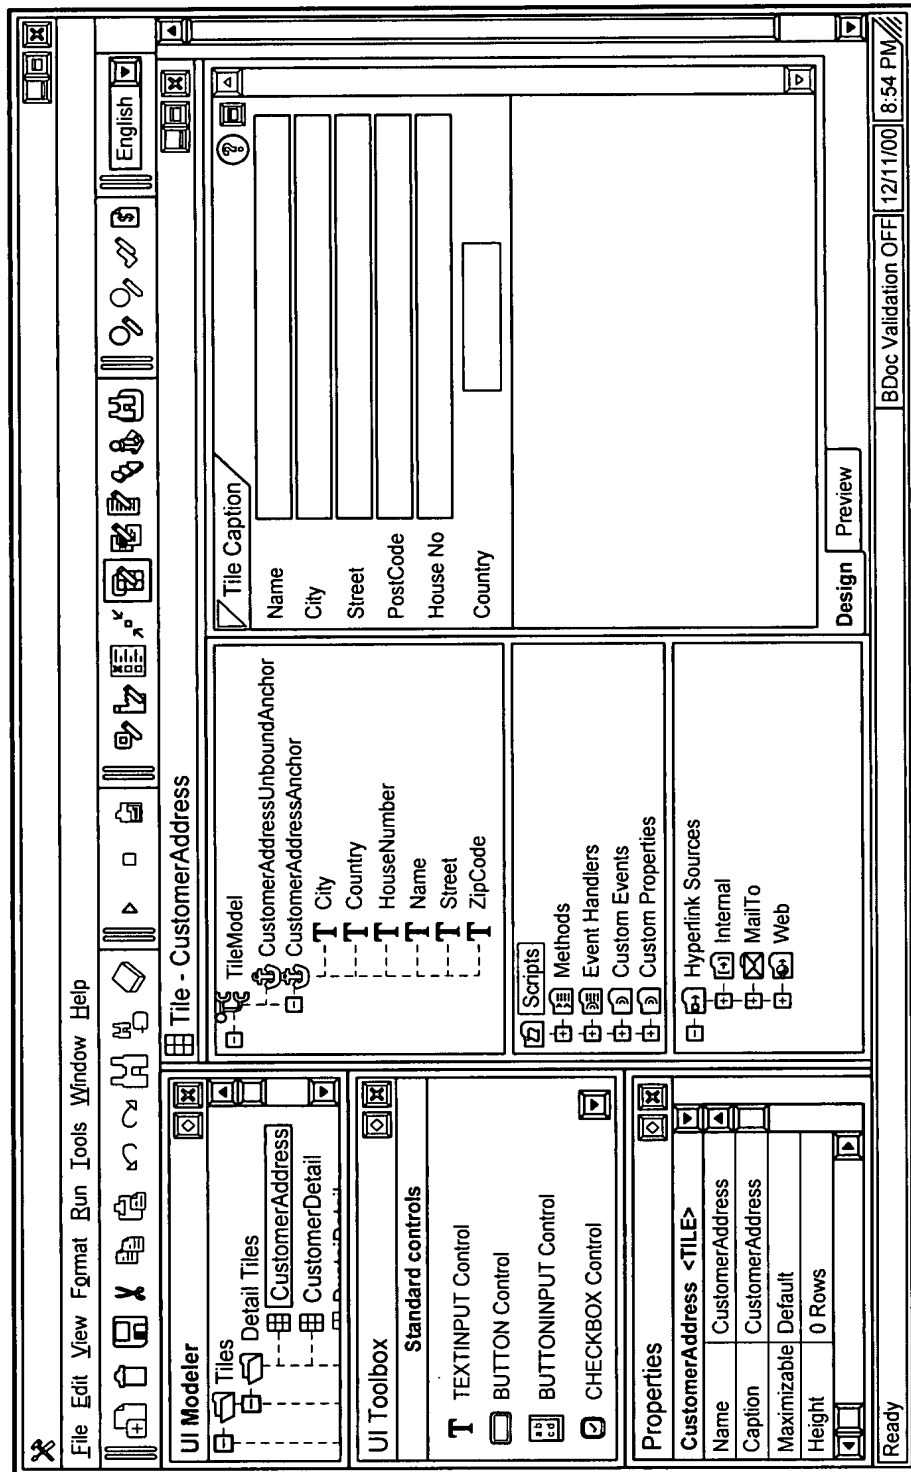 File Edit View Format Run Tools Window Help
English
UI Modeler
Tiles
Detail Tiles
CustomerAddress
CustomerDetail
UI Toolbox
Standard controls
T TEXTINPUT Control
BUTTON Control
ab cd BUTTONINPUT Control
CHECKBOX Control
Properties
CustomerAddress <TILE>
Name CustomerAddress
Caption CustomerAddress
Maximizable Default
Height 0 Rows
Tile - CustomerAddress
TileModel
CustomerAddressUnboundAnchor
CustomerAddressAnchor
T City
T Country
T HouseNumber
T Name
T Street
T ZipCode
Scripts
Methods
Event Handlers
Custom Events
Custom Properties
Hyperlink Sources
Internal
MailTo
Web
Tile Caption
?
Name
City
Street
PostCode
House No
Country
Design Preview
Ready
BDoc Validation OFF 12/11/00 8:54 PM